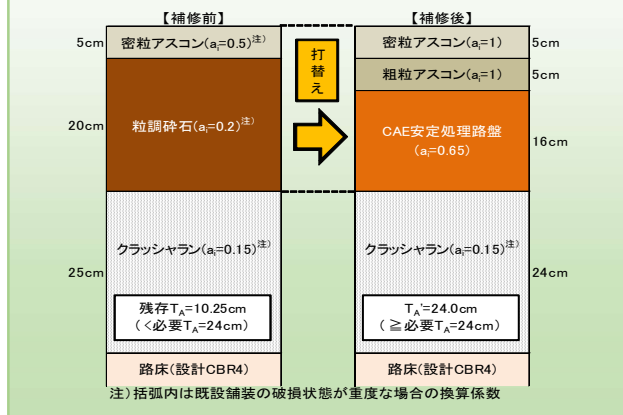 【補修前】
5cm
密粒アスコン(ai=0.5)注)
20cm
粒調砕石(ai=0.2)注)
25cm
クラッシャラン(ai=0.15)注)
残存TA=10.25cm
(<必要TA=24cm)
路床(設計CBR4)
打
替
え
【補修後】
密粒アスコン(ai=1)
5cm
粗粒アスコン(ai=1)
5cm
CAE安定処理路盤
(ai=0.65)
16cm
クラッシャラン(ai=0.15)注)
24cm
TA'=24.0cm
(≧必要TA=24cm)
路床(設計CBR4)
注)括弧内は既設舗装の破損状態が重度な場合の換算係数